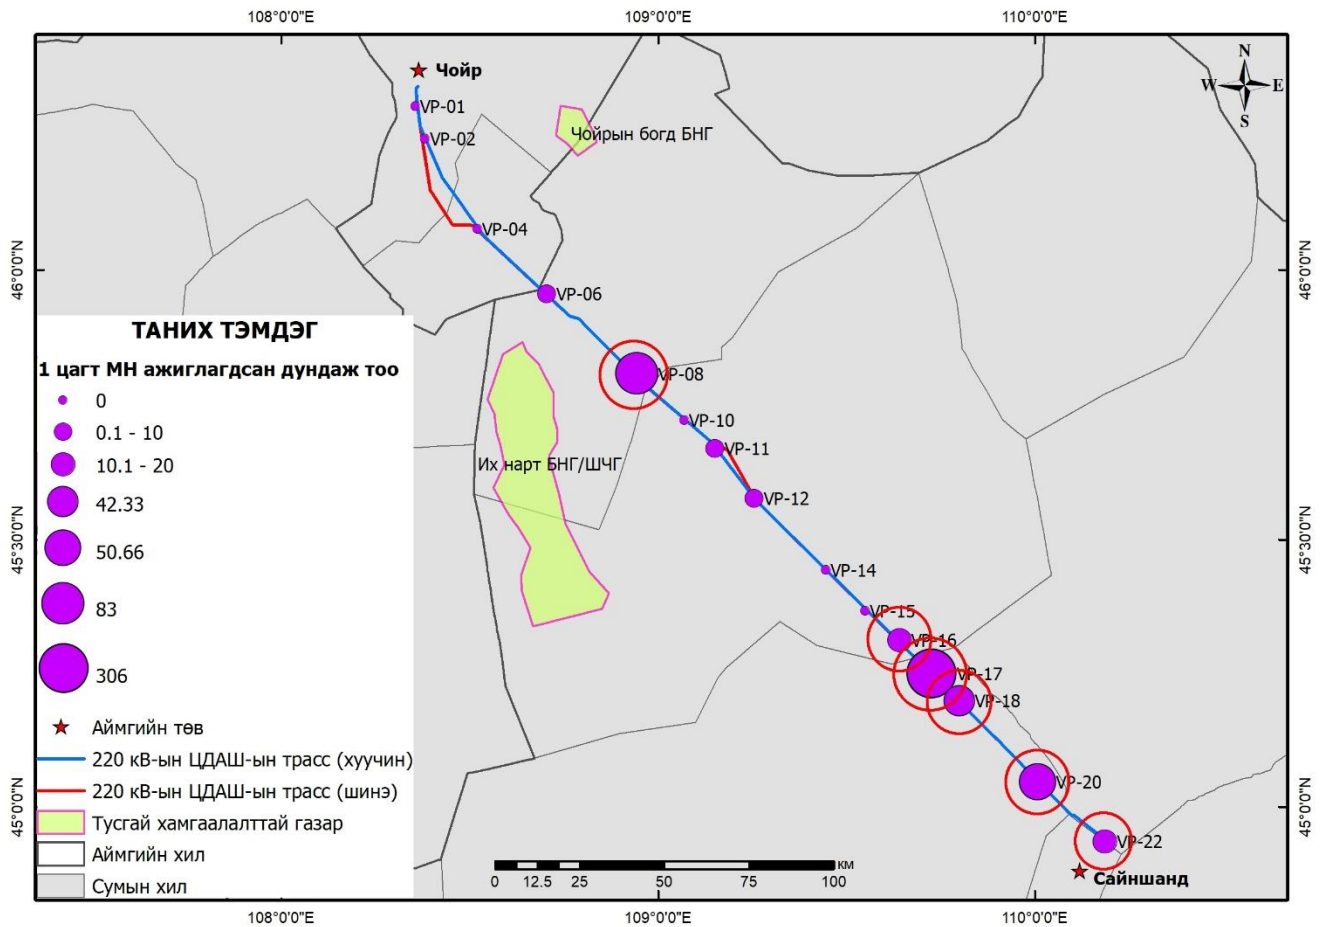 108°0'0"E
109°0'0"E
110°0'0"E
N
W
E
S
Чойр
VP-01
VP-02
Чойрын богд БНГ
VP-04
46°0'0"N
46°0'0"N
VP-06
ТАНИХ ТЭМДЭГ
1 цагт МН ажиглагдсан дундаж тоо
0
0.1 - 10
10.1 - 20
42.33
50.66
83
306
Аймгийн төв
220 кВ-ын ЦДАШ-ын трасс (хуучин)
220 кВ-ын ЦДАШ-ын трасс (шинэ)
Тусгай хамгаалалттай газар
Аймгийн хил
Сумын хил
VP-08
VP-10
VP-11
Их нарт БНГ/ШЧГ
VP-12
45°30'0"N
45°30'0"N
VP-14
VP-15
VP-16
VP-17
VP-18
VP-20
45°0'0"N
45°0'0"N
VP-22
Сайншанд
км
0 12.5 25 50 75 100
108°0'0"E
109°0'0"E
110°0'0"E